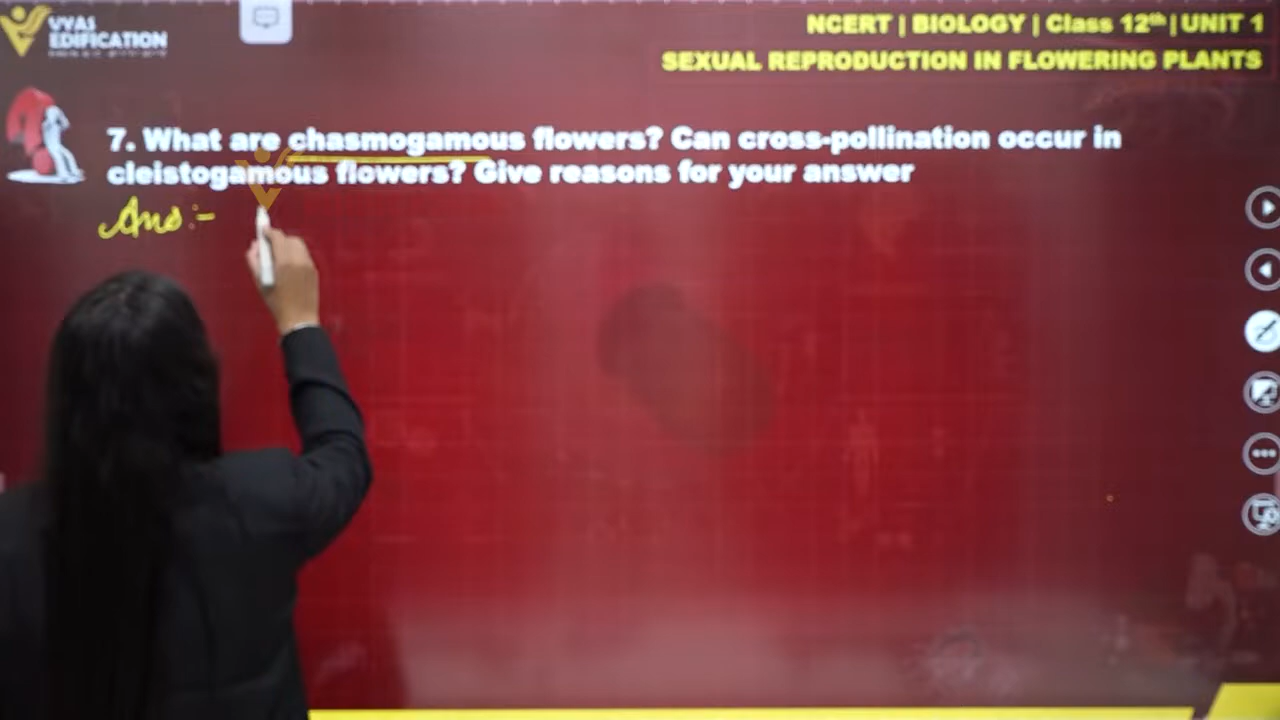 VYAS
EDIFICATION
NCERT | BIOLOGY | Class 12th | UNIT 1
SEXUAL REPRODUCTION IN FLOWERING PLANTS
7. What are chasmogamous flowers? Can cross-pollination occur in
cleistogamous flowers? Give reasons for your answer
Ans :-